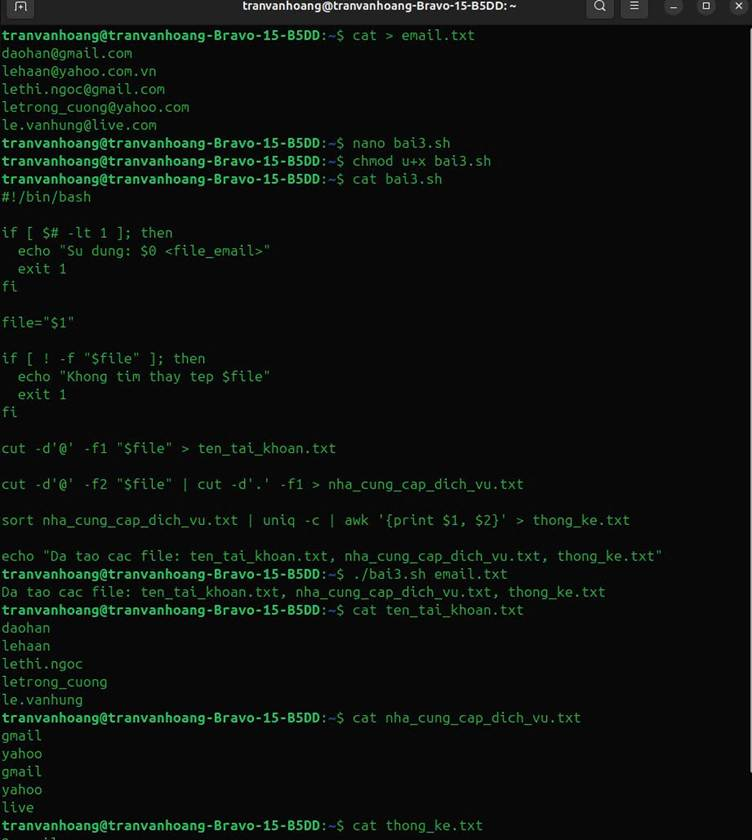 tranvanhoang@tranvanhoang-Bravo-15-B5DD: ~
tranvanhoang@tranvanhoang-Bravo-15-B5DD:~$ cat > email.txt
daohan@gmail.com
lehaan@yahoo.com.vn
lethi.ngoc@gmail.com
letrong_cuong@yahoo.com
le.vanhung@live.com
tranvanhoang@tranvanhoang-Bravo-15-B5DD:~$ nano bai3.sh
tranvanhoang@tranvanhoang-Bravo-15-B5DD:~$ chmod u+x bai3.sh
tranvanhoang@tranvanhoang-Bravo-15-B5DD:~$ cat bai3.sh
#!/bin/bash
if [ $# -lt 1 ]; then
  echo "Su dung: $0 <file_email>"
  exit 1
fi
file="$1"
if [ ! -f "$file" ]; then
  echo "Khong tim thay tep $file"
  exit 1
fi
cut -d'@' -f1 "$file" > ten_tai_khoan.txt
cut -d'@' -f2 "$file" | cut -d'.' -f1 > nha_cung_cap_dich_vu.txt
sort nha_cung_cap_dich_vu.txt | uniq -c | awk '{print $1, $2}' > thong_ke.txt
echo "Da tao cac file: ten_tai_khoan.txt, nha_cung_cap_dich_vu.txt, thong_ke.txt"
tranvanhoang@tranvanhoang-Bravo-15-B5DD:~$ ./bai3.sh email.txt
Da tao cac file: ten_tai_khoan.txt, nha_cung_cap_dich_vu.txt, thong_ke.txt
tranvanhoang@tranvanhoang-Bravo-15-B5DD:~$ cat ten_tai_khoan.txt
daohan
lehaan
lethi.ngoc
letrong_cuong
le.vanhung
tranvanhoang@tranvanhoang-Bravo-15-B5DD:~$ cat nha_cung_cap_dich_vu.txt
gmail
yahoo
gmail
yahoo
live
tranvanhoang@tranvanhoang-Bravo-15-B5DD:~$ cat thong_ke.txt